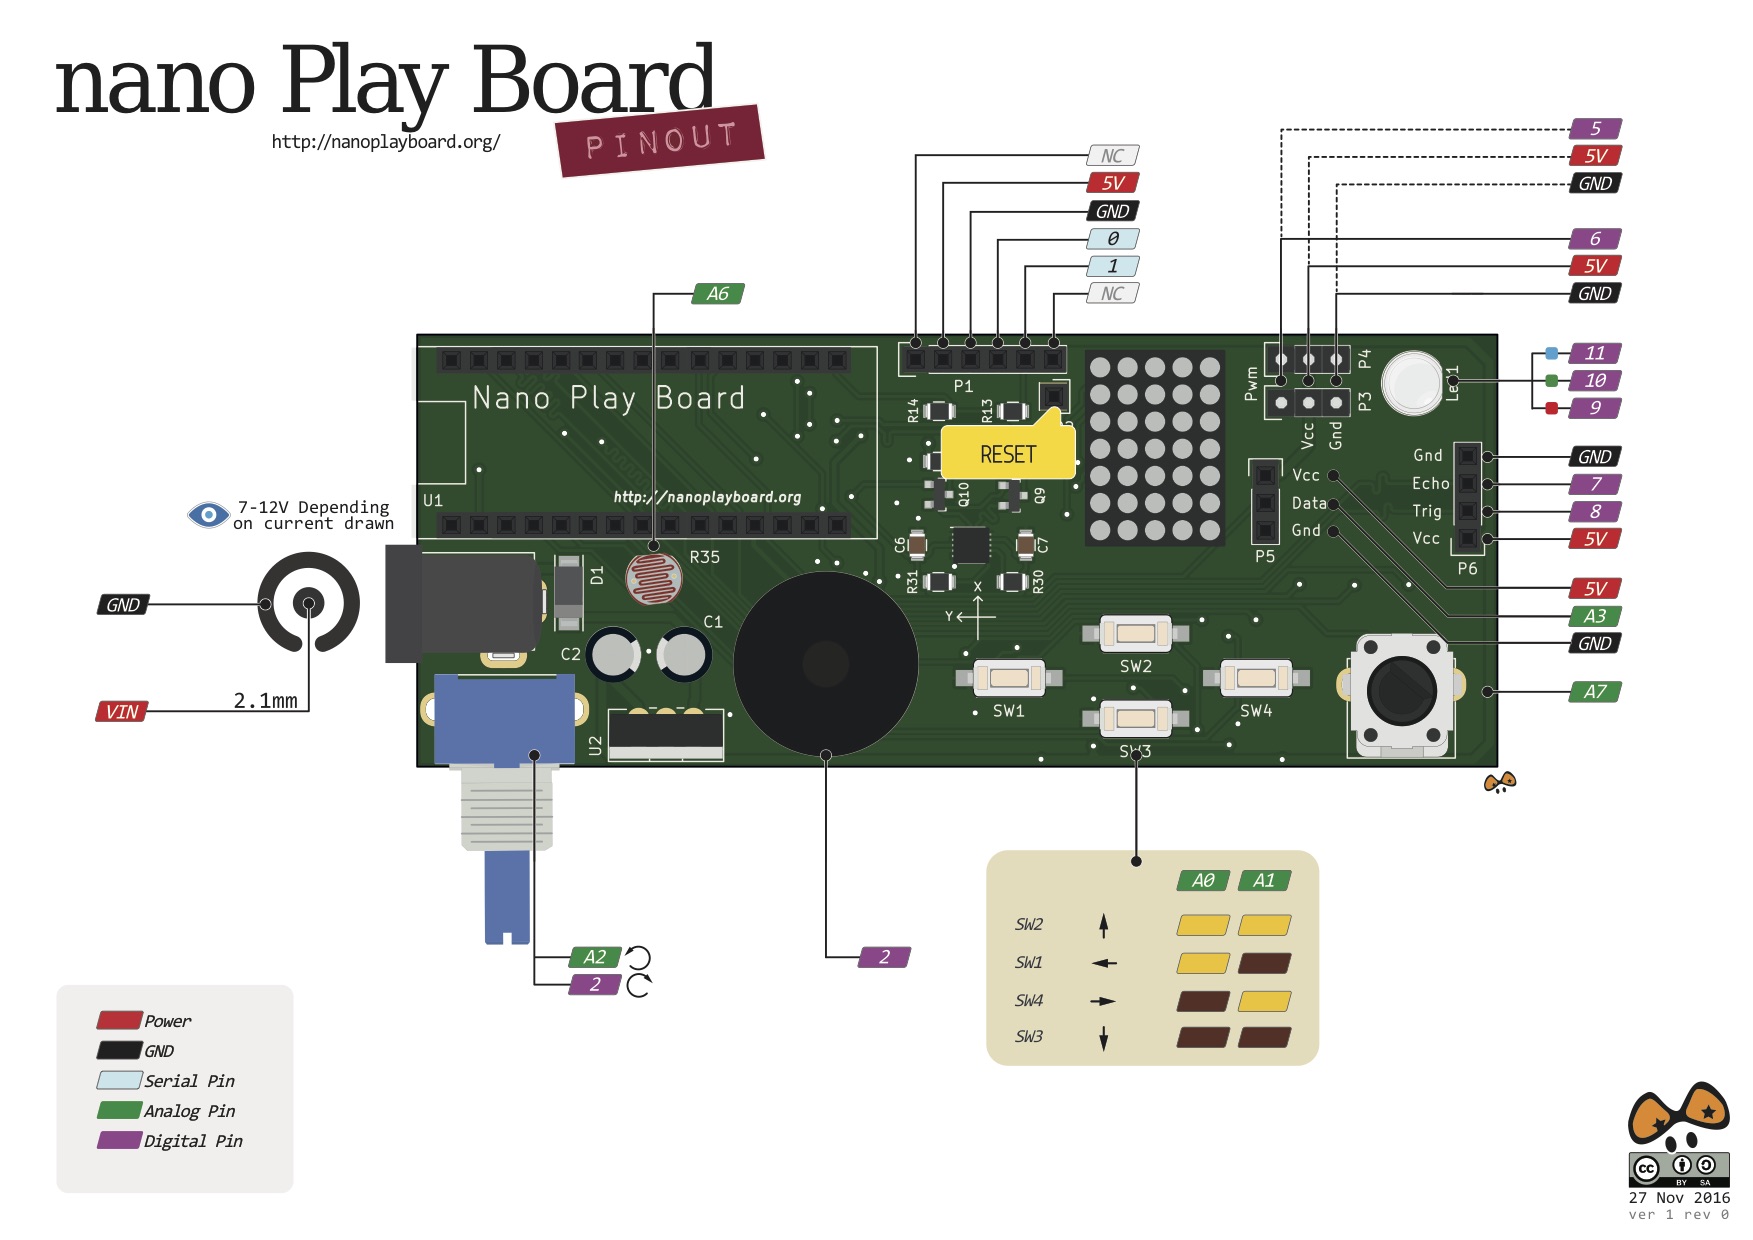 nano Play Board
http://nanoplayboard.org/
PINOUT
NC
5V
GND
0
1
NC
5
5V
GND
6
5V
GND
A6
11
10
9
P1
R14
R13
RESET
Pwm
P4
P3
Vcc
Gnd
Led1
Nano Play Board
http://nanoplayboard.org
U1
Q10
Q9
Gnd
Echo
Trig
Vcc
P6
Vcc
Data
Gnd
P5
GND
7
8
5V
5V
A3
GND
A7
7-12V Depending
on current drawn
GND
VIN
2.1mm
D1
R35
C1
C2
U2
C6
C7
R31
R30
X
Y
SW2
SW1
SW4
SW3
A2
2
2
A0 A1
SW2
SW1
SW4
SW3
Power
GND
Serial Pin
Analog Pin
Digital Pin
cc
BY SA
27 Nov 2016
ver 1 rev 0